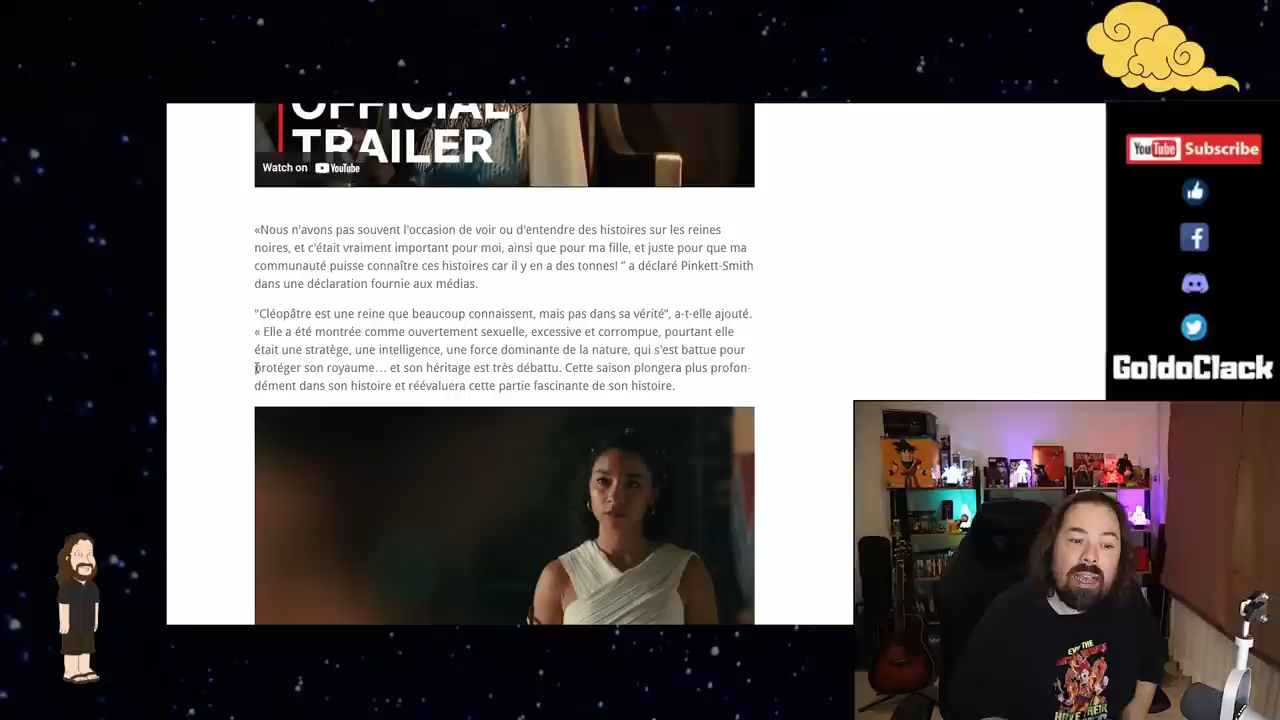 OFFICIAL
TRAILER
Watch on YouTube
«Nous n'avons pas souvent l'occasion de voir ou d'entendre des histoires sur les reines
noires, et c'était vraiment important pour moi, ainsi que pour ma fille, et juste pour que ma
communauté puisse connaître ces histoires car il y en a des tonnes! ” a déclaré Pinkett-Smith
dans une déclaration fournie aux médias.
"Cléopâtre est une reine que beaucoup connaissent, mais pas dans sa vérité", a-t-elle ajouté.
« Elle a été montrée comme ouvertement sexuelle, excessive et corrompue, pourtant elle
était une stratège, une intelligence, une force dominante de la nature, qui s'est battue pour
protéger son royaume… et son héritage est très débattu. Cette saison plongera plus profon-
dément dans son histoire et réévaluera cette partie fascinante de son histoire.
YouTube Subscribe
GoldoClack